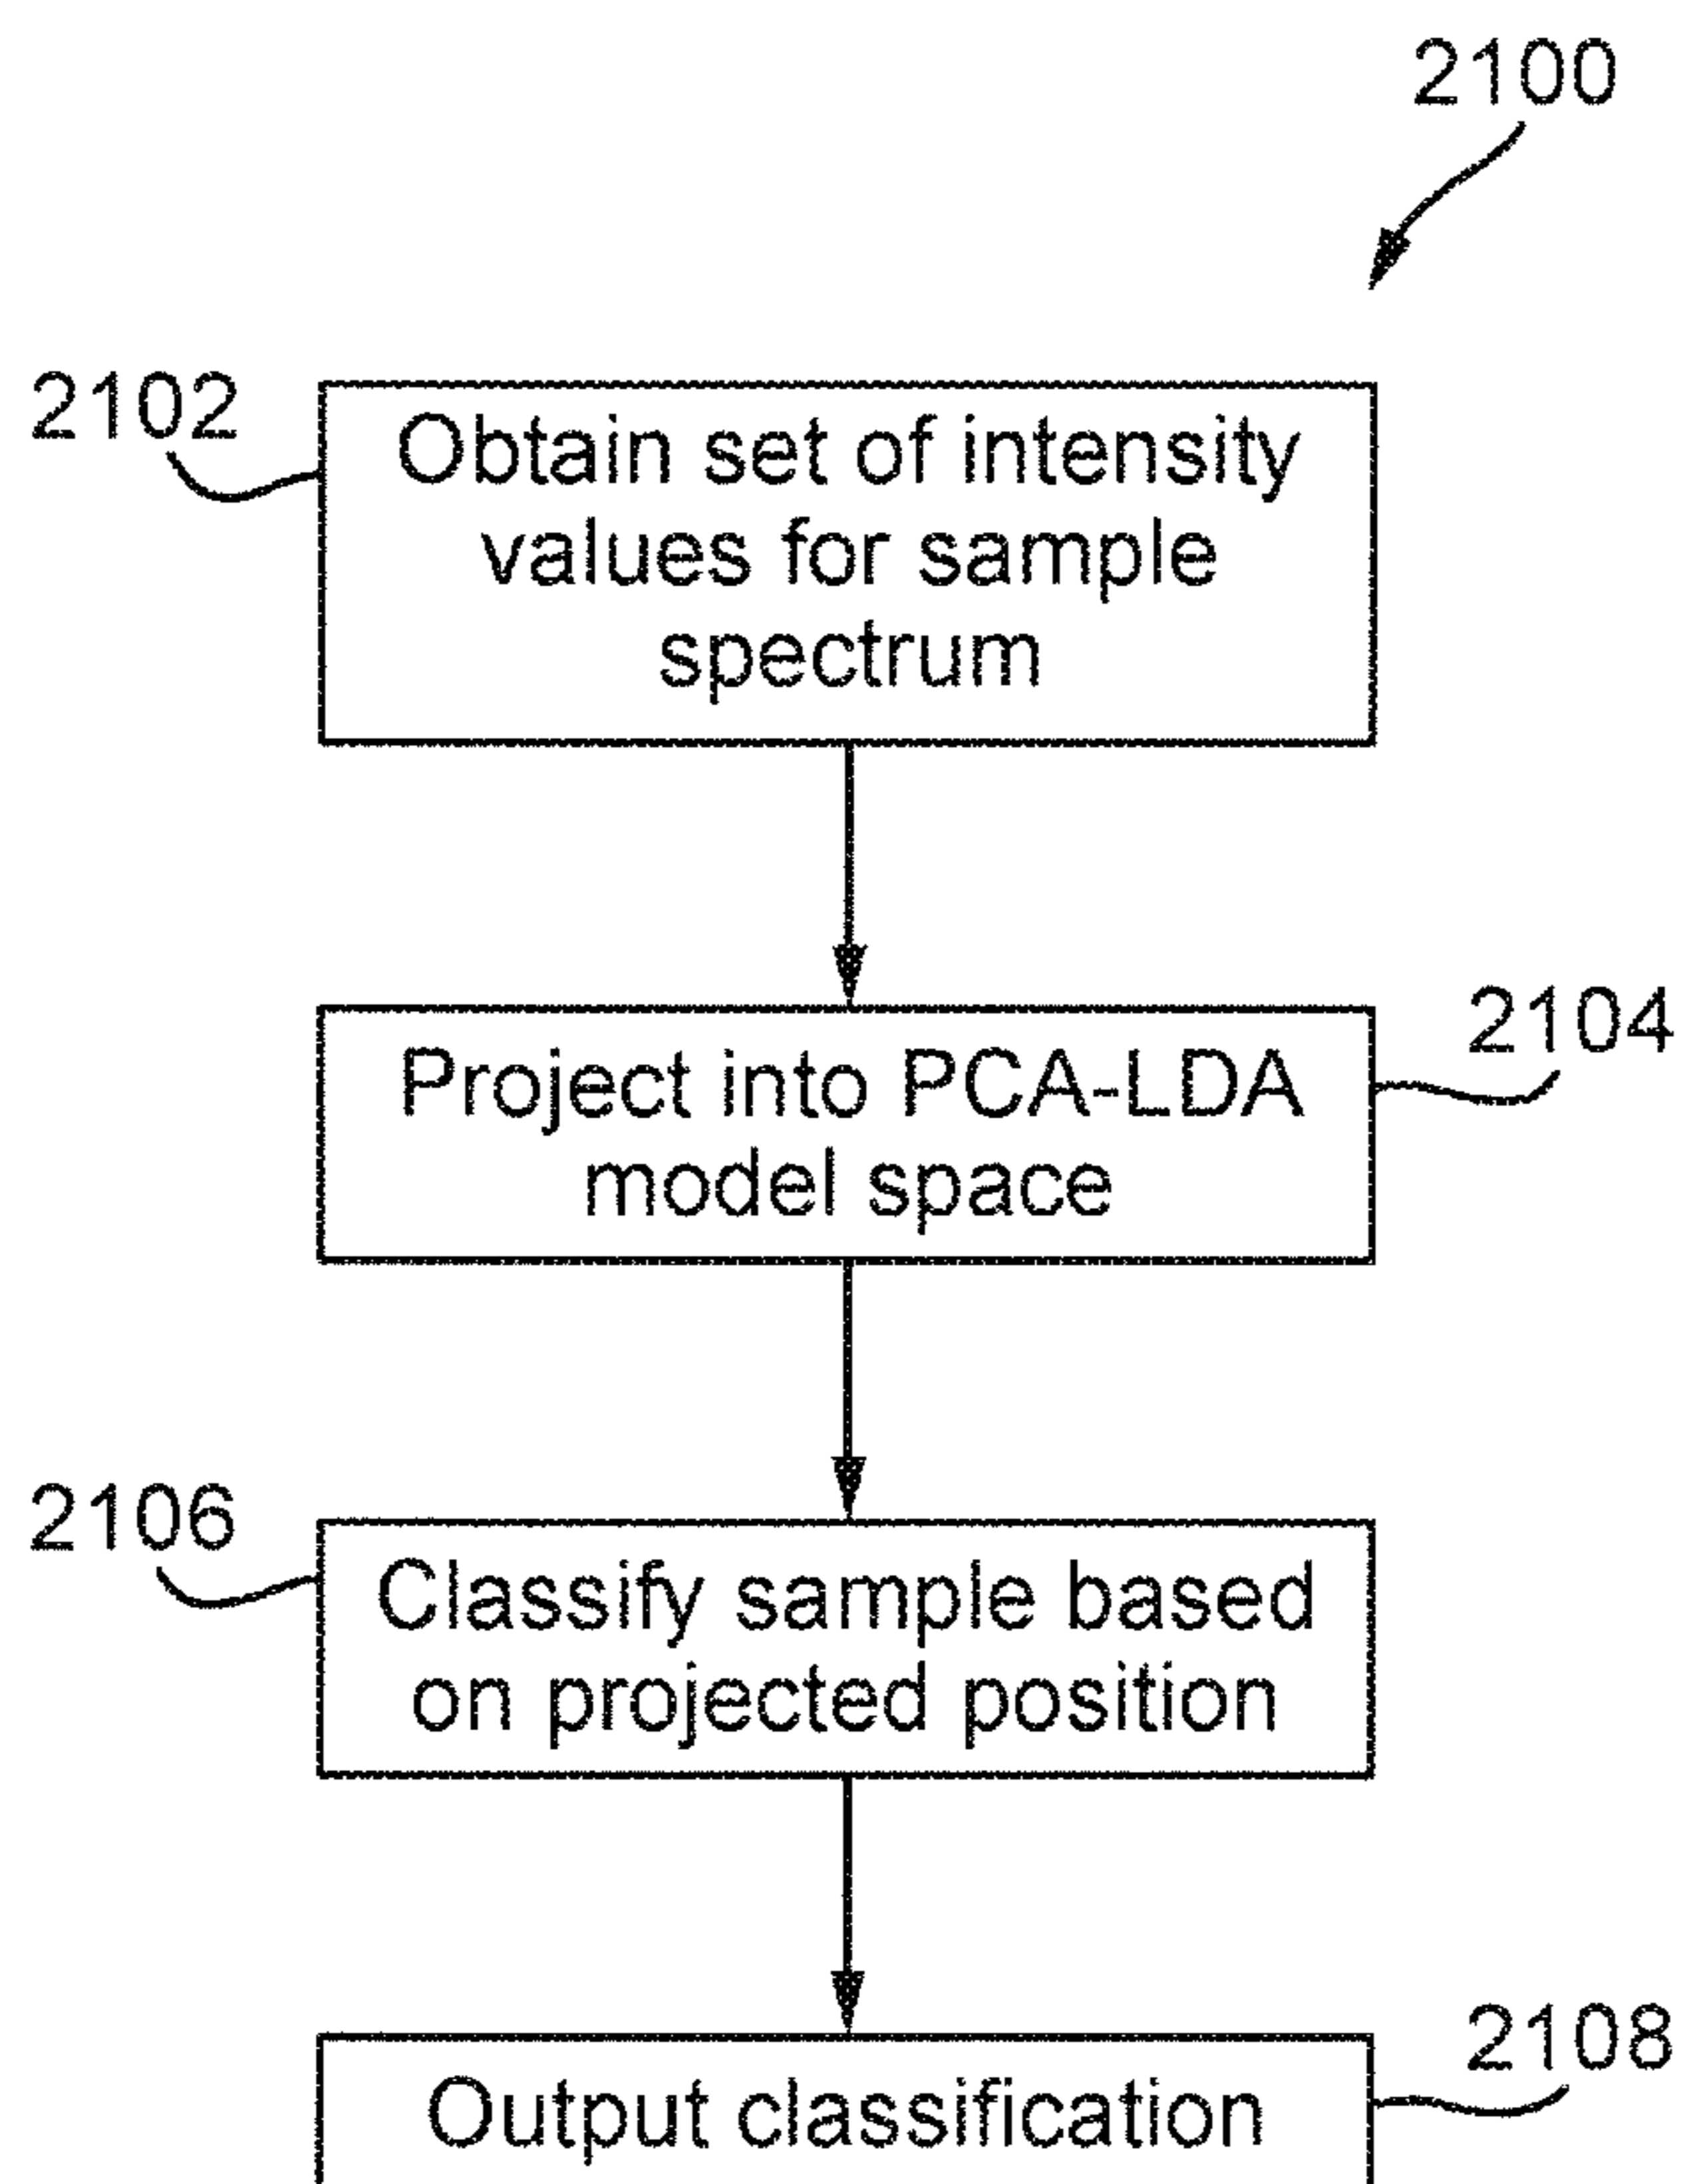 2100
2102
Obtain set of intensity
values for sample
spectrum
2104
Project into PCA-LDA
model space
2106
Classify sample based
on projected position
2108
Output classification